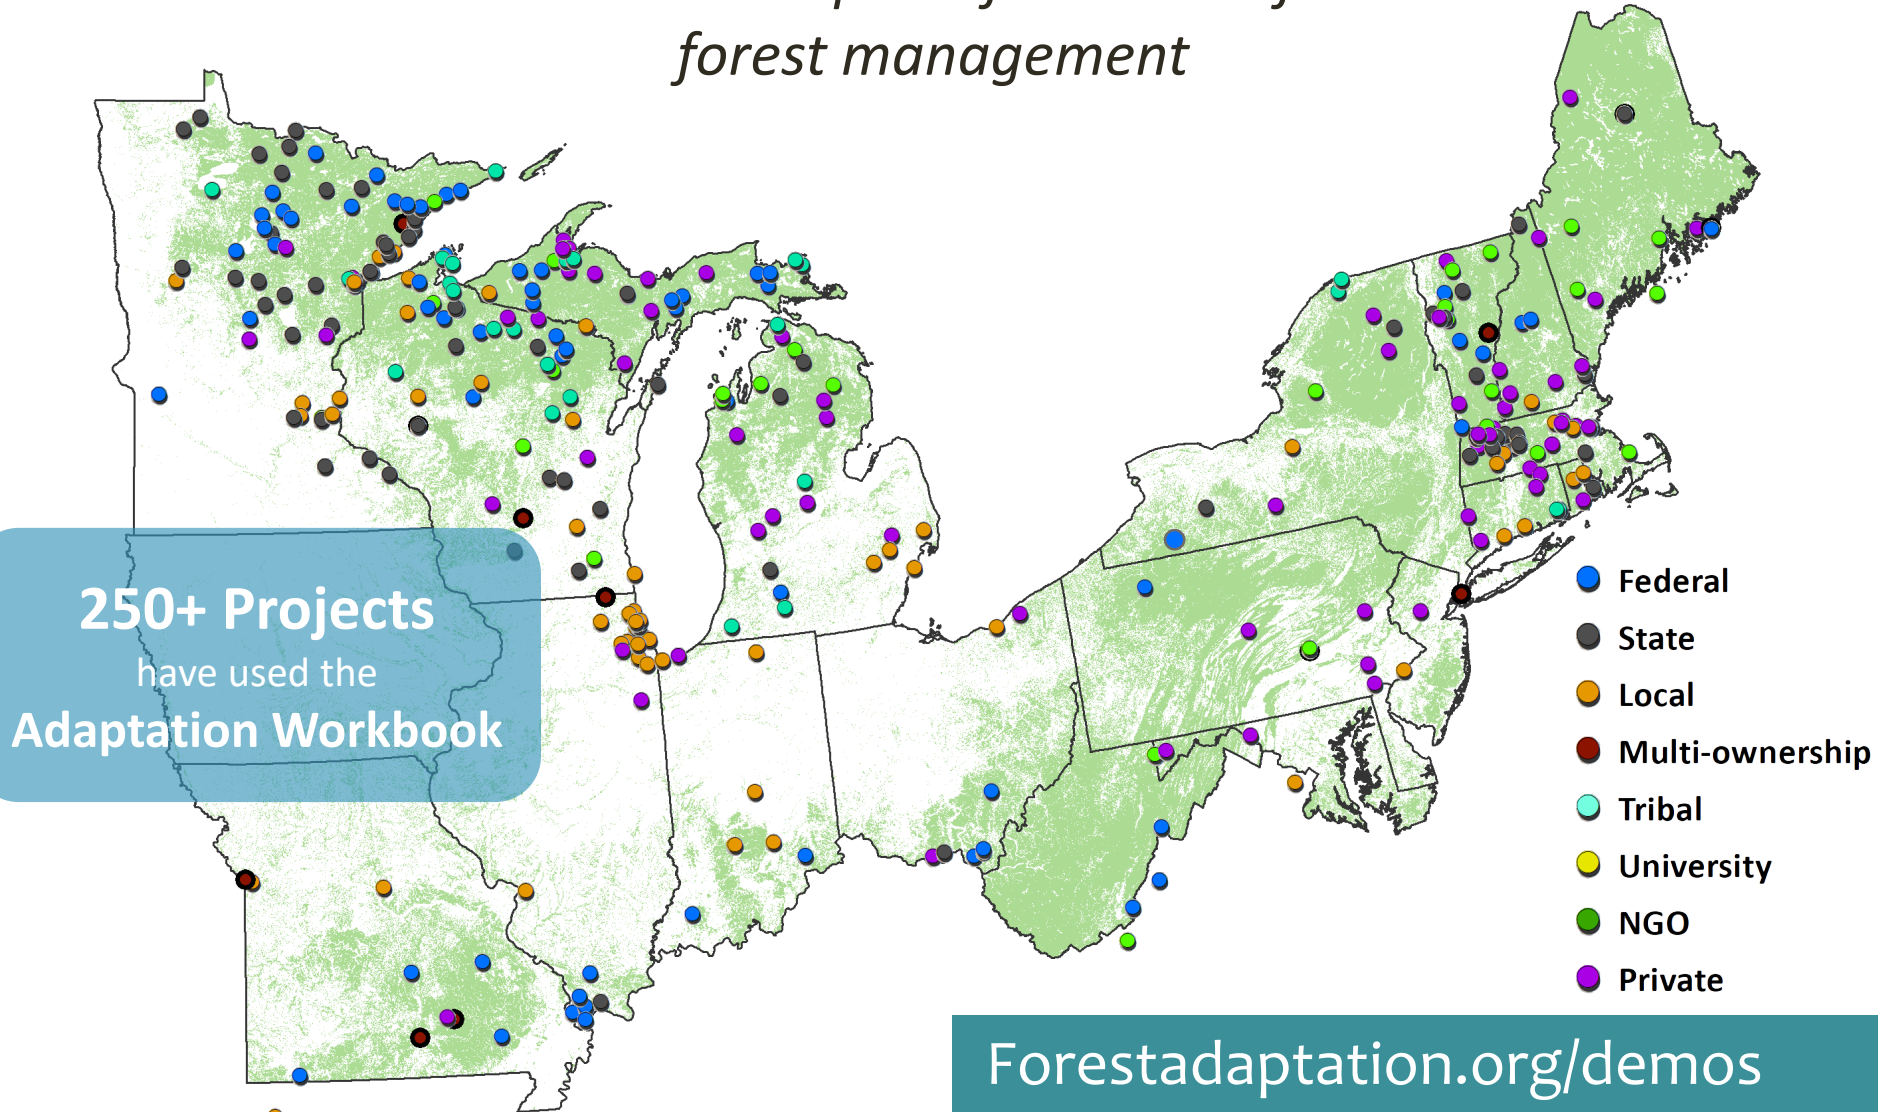 forest management
250+ Projects
have used the
Adaptation Workbook
Federal
State
Local
Multi-ownership
Tribal
University
NGO
Private
Forestadaptation.org/demos